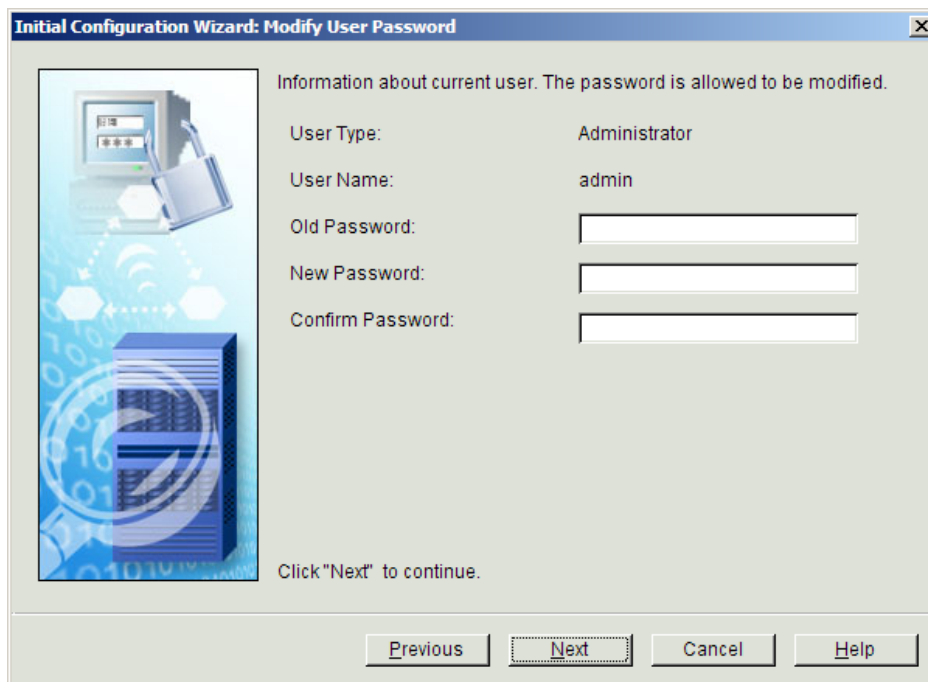 Initial Configuration Wizard: Modify User Password
Information about current user. The password is allowed to be modified.
User Type: Administrator
User Name: admin
Old Password:
New Password:
Confirm Password:
Click "Next" to continue.
Previous Next Cancel Help